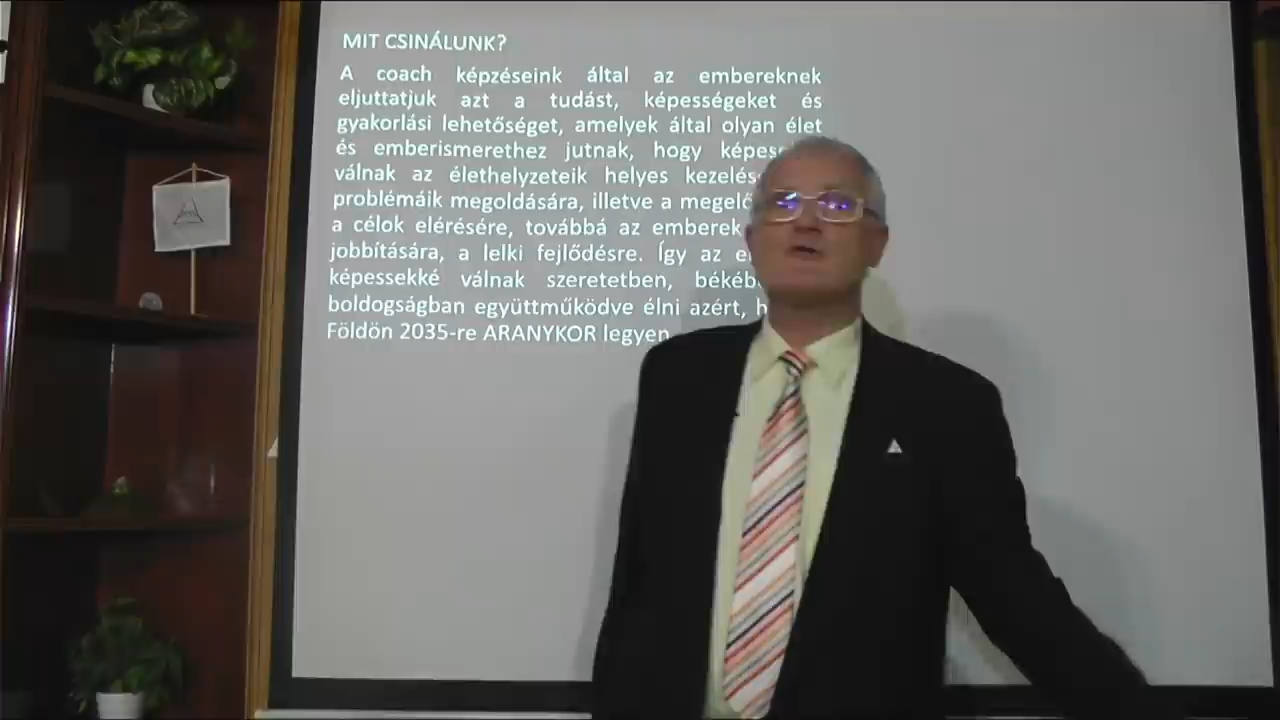 MIT CSINÁLUNK?
A coach képzéseink által az embereknek
eljuttatjuk azt a tudást, képességeket és
gyakorlási lehetőséget, amelyek által olyan élet
és emberismerethez jutnak, hogy
válnak az élethelyzeteik helyes
problémáik megoldására, illetve a
a célok elérésére, továbbá az emberek
jobbítására, a lelki fejlődésre. Így az
képessekké válnak szeretetben,
boldogságban együttműködve élni azért,
Földön 2035-re ARANYKOR legyen